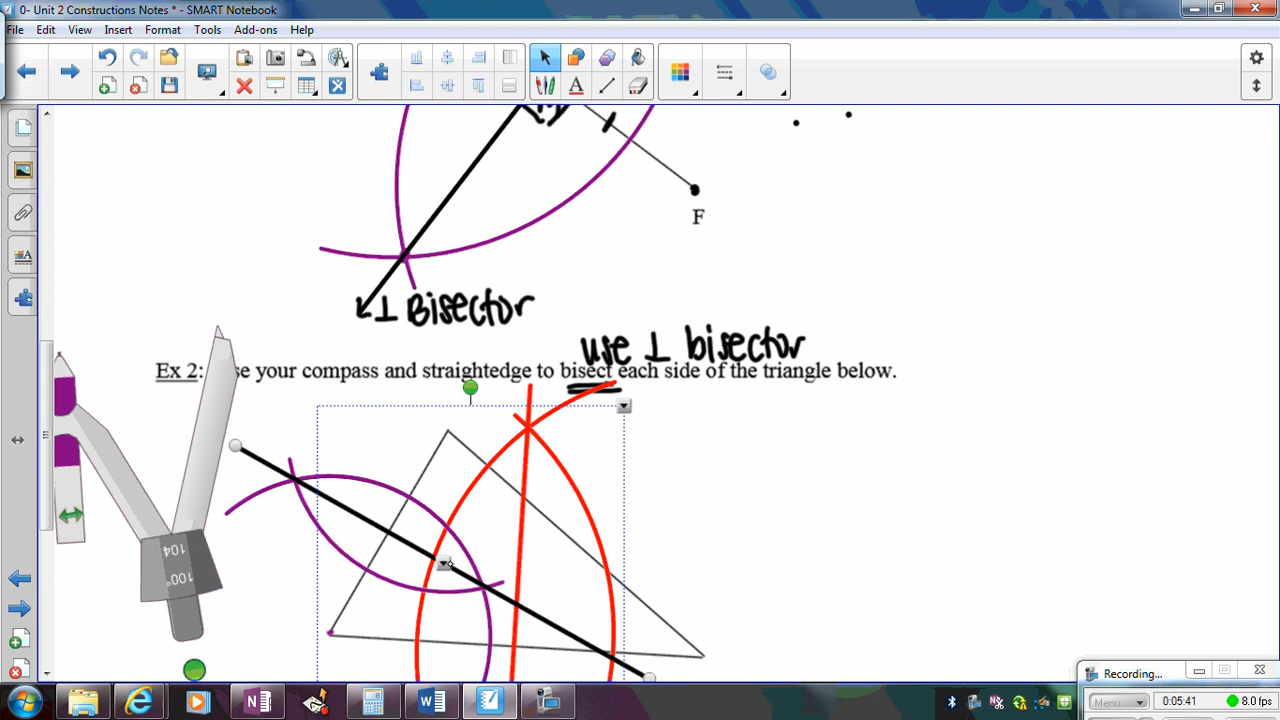 0- Unit 2 Constructions Notes * - SMART Notebook
File Edit View Insert Format Tools Add-ons Help
F
⊥ Bisector
use ⊥ bisector
Ex 2: se your compass and straightedge to bisect each side of the triangle below.
104
100°
Recording...
Menu 0:05:41 8.0 fps